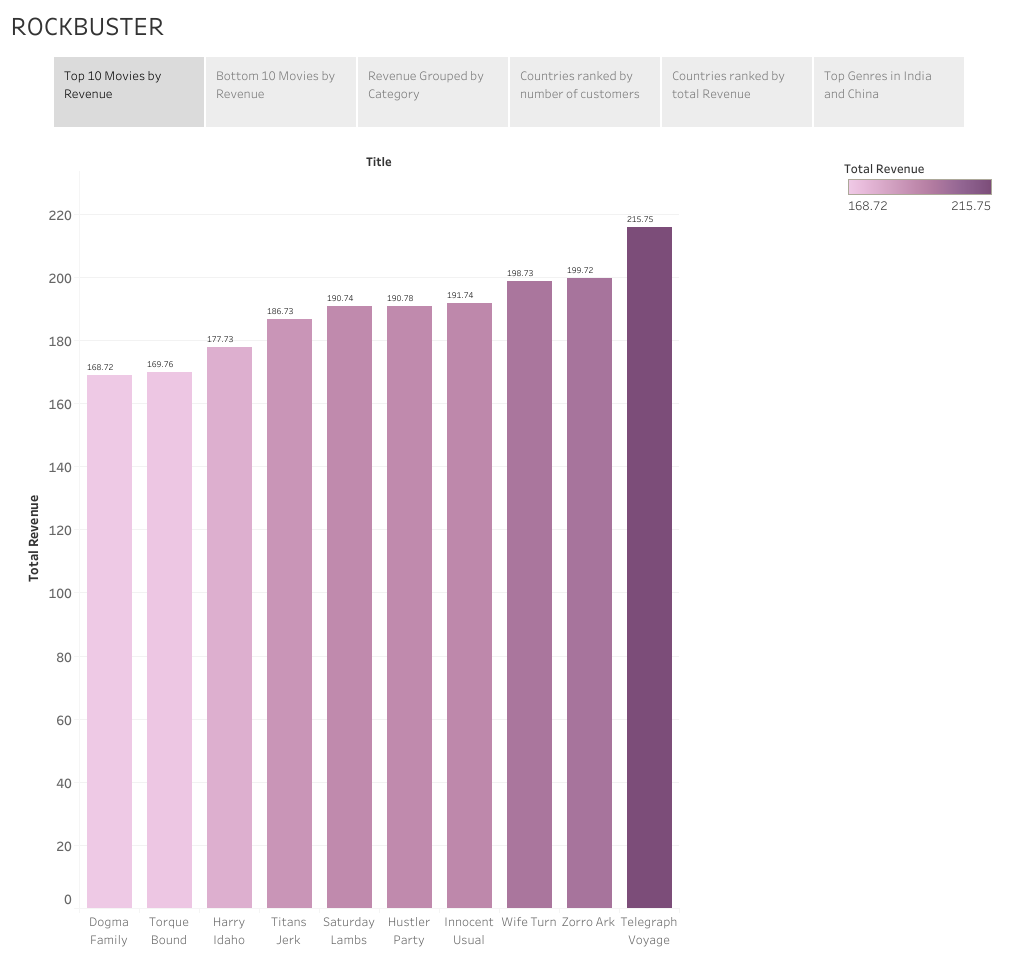 ROCKBUSTER
Top 10 Movies by
Revenue
Bottom 10 Movies by
Revenue
Revenue Grouped by
Category
Countries ranked by
number of customers
Countries ranked by
total Revenue
Top Genres in India
and China
Title
Total Revenue
168.72 215.75
220
200
180
160
140
120
100
80
60
40
20
0
Total Revenue
168.72
169.76
177.73
186.73
190.74
190.78
191.74
198.73
199.72
215.75
Dogma
Family
Torque
Bound
Harry
Idaho
Titans
Jerk
Saturday
Lambs
Hustler
Party
Innocent
Usual
Wife Turn
Zorro Ark
Telegraph
Voyage